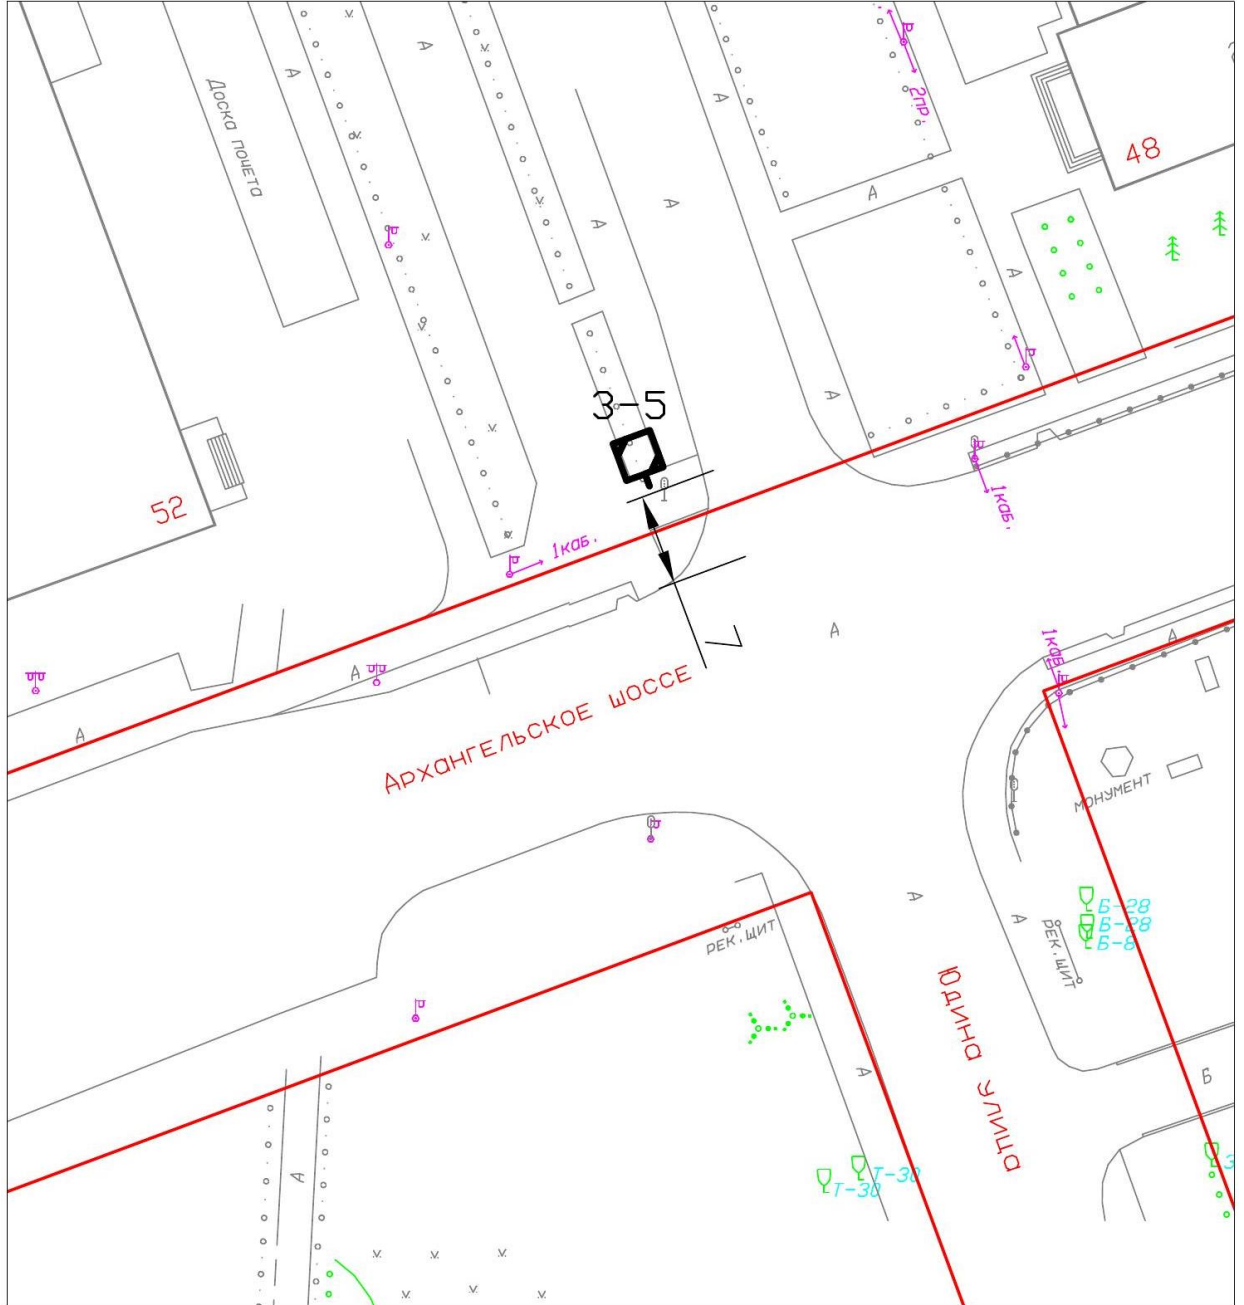 2пр.
А
А
А
Доска почета
48
А
А
А
А
А
3-5
52
1каб.
1каб.
7
А
1каб.
А
А
А
Архангельское шоссе
МОНУМЕНТ
А
А
Б-28
Б-28
Б-8
РЕК.ЩИТ
РЕК.ЩИТ
Юдина улица
А
Б
А
Т-30
Т-30
3